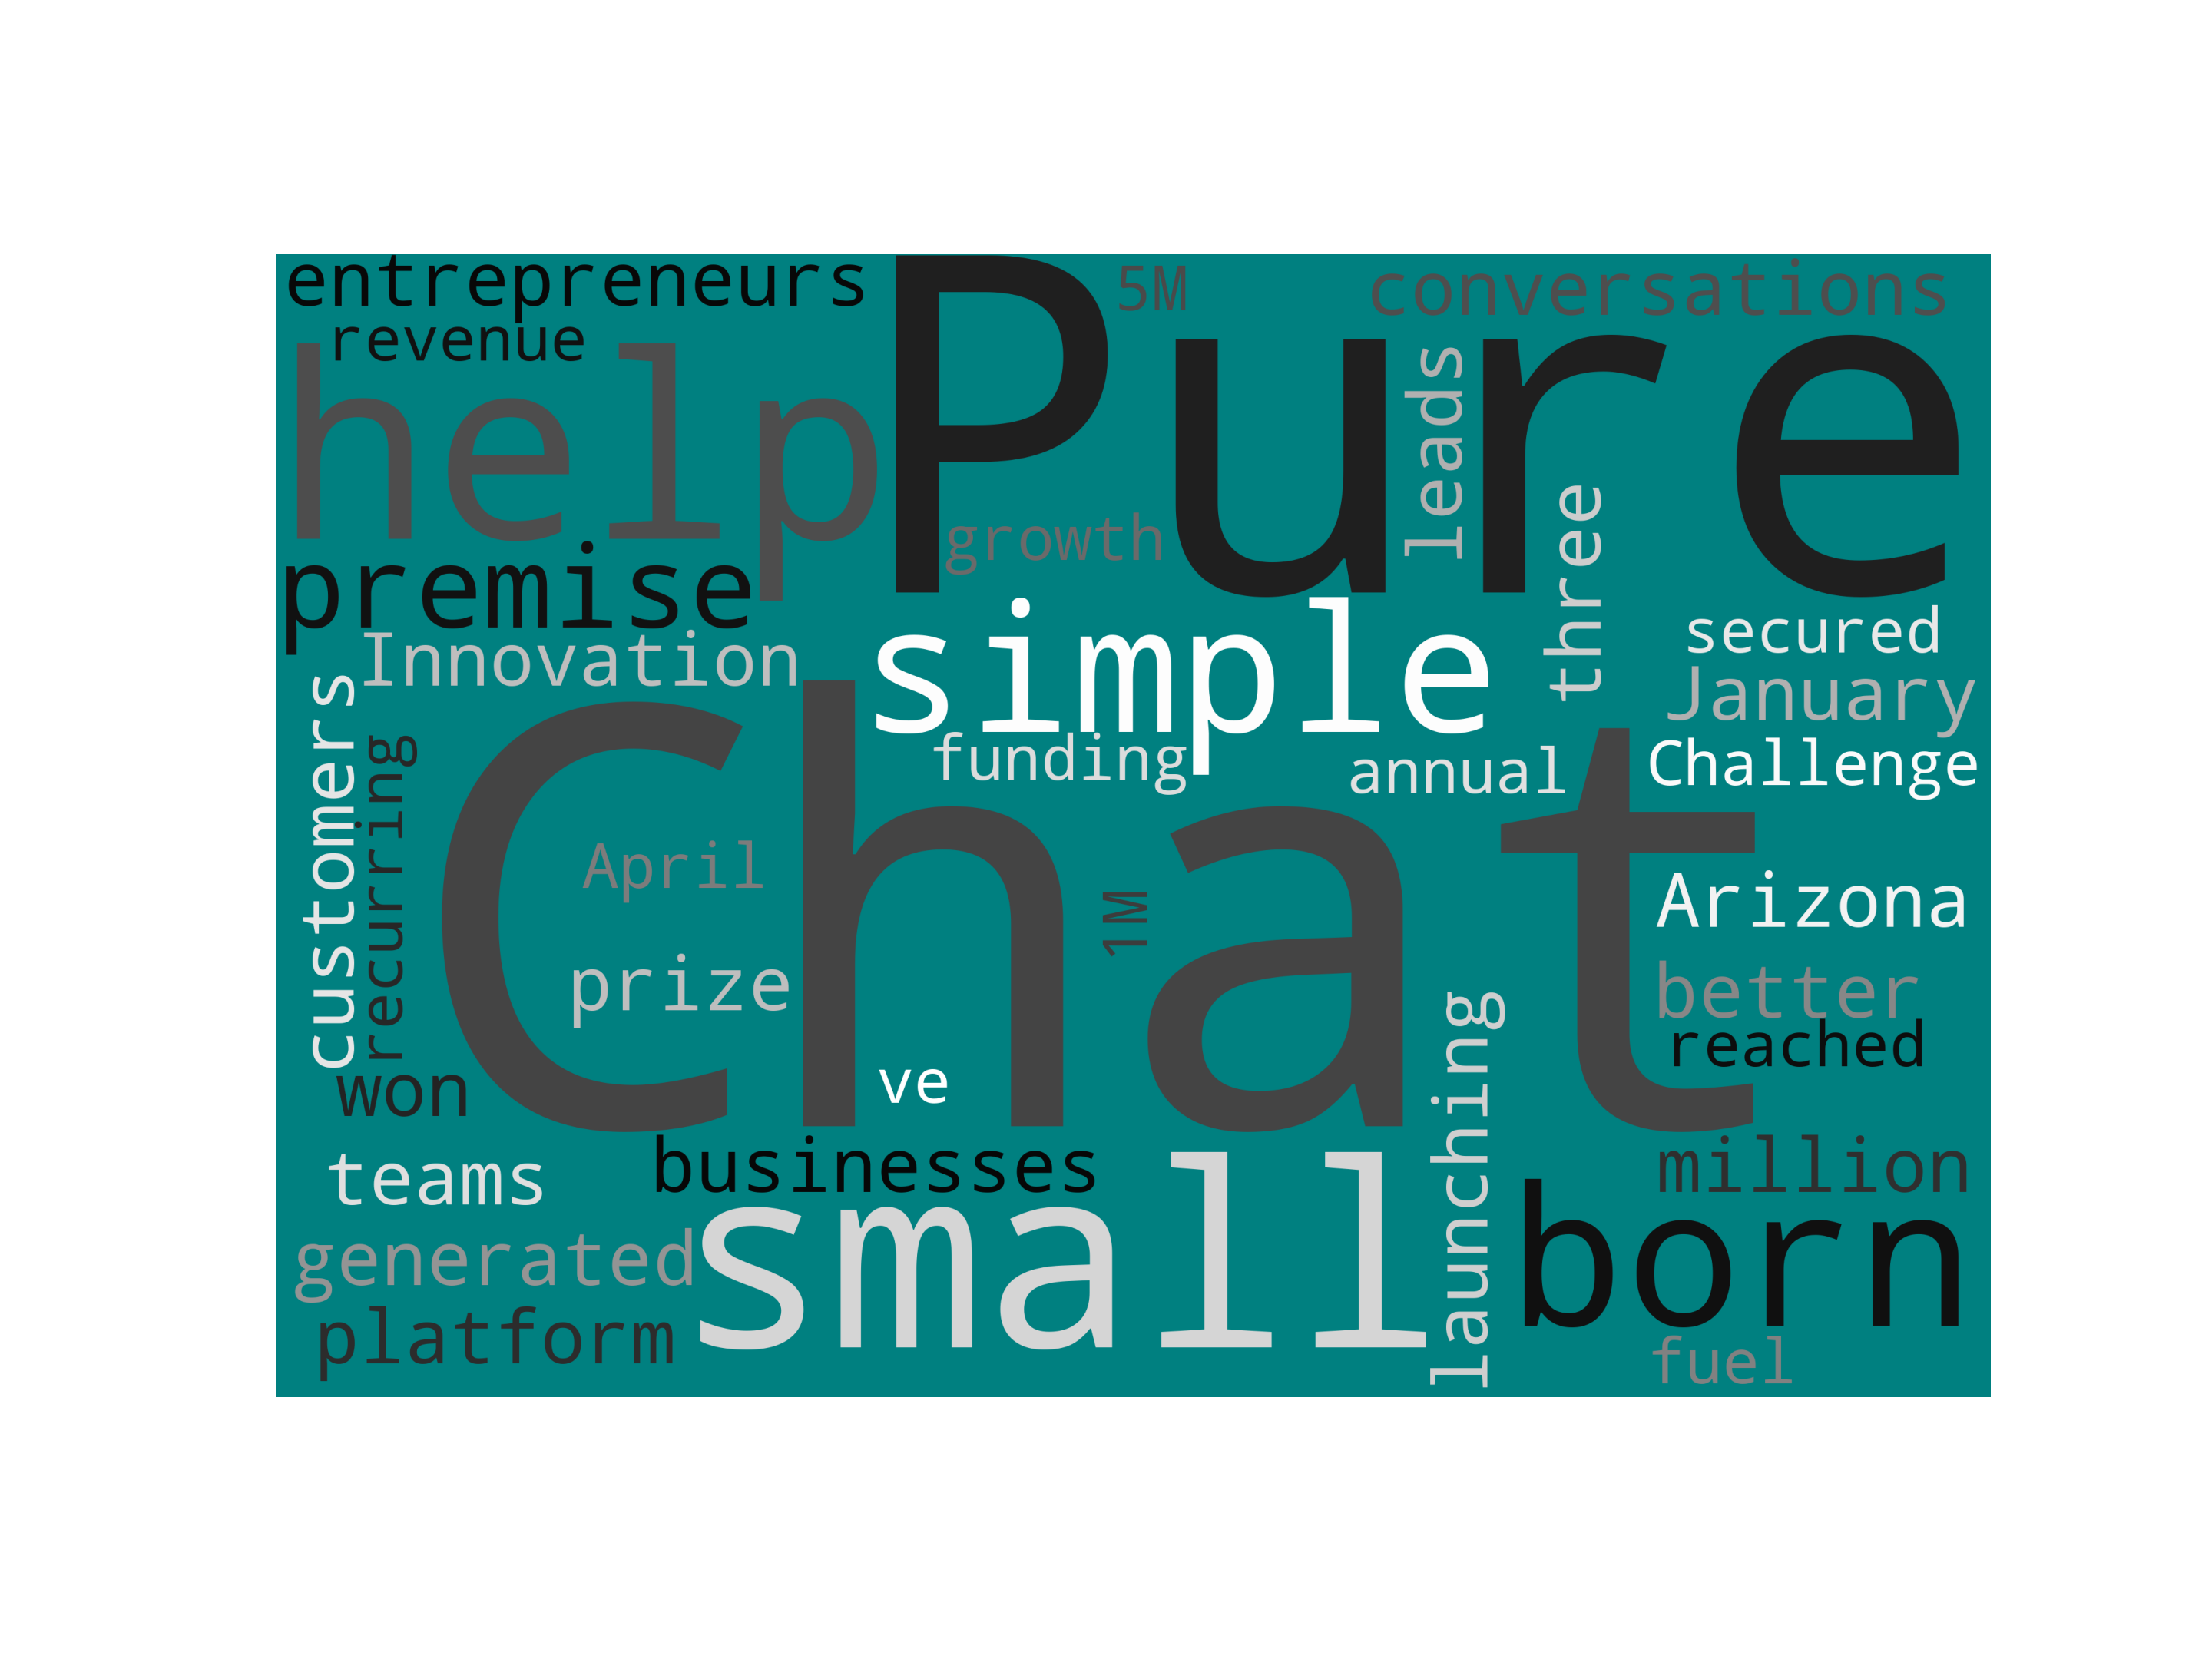 entrepreneurs
5M
conversations
revenue
help
Pure
leads
growth
three
premise
simple
secured
Innovation
January
customers
recurring
funding
annual
Challenge
Chat
April
1M
Arizona
prize
better
reached
won
ve
launching
teams
businesses
million
small
born
generated
platform
fuel